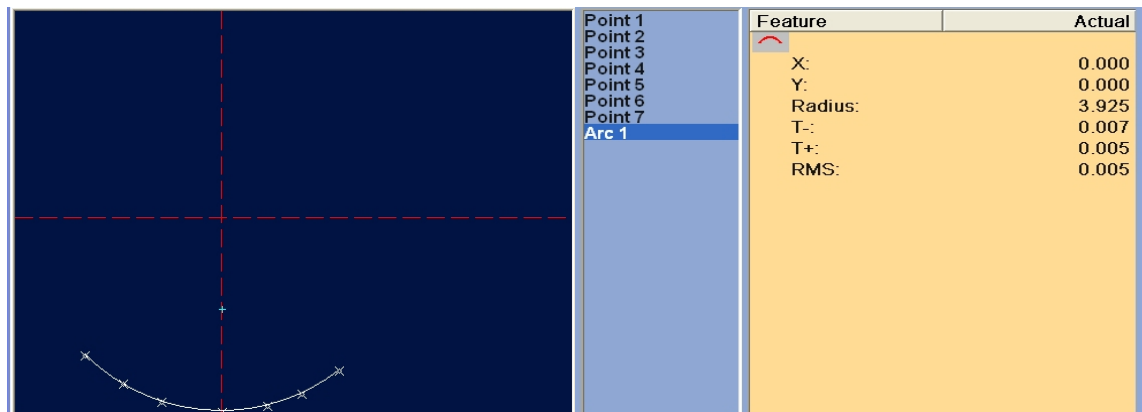 Point 1
Point 2
Point 3
Point 4
Point 5
Point 6
Point 7
Arc 1
Feature Actual
X: 0.000
Y: 0.000
Radius: 3.925
T-: 0.007
T+: 0.005
RMS: 0.005